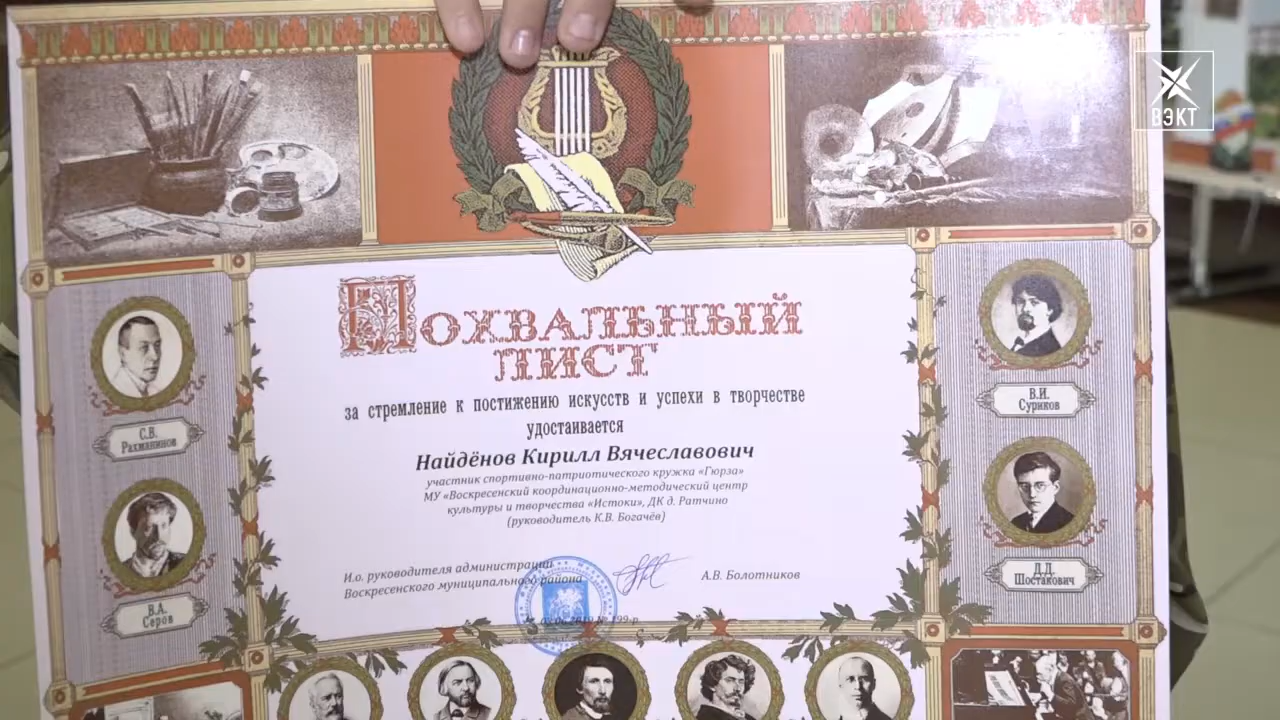 ВЭКТ
Похвальный
лист
за стремление к постижению искусств и успехи в творчестве
удостаивается
Найдёнов Кирилл Вячеславович
участник спортивно-патриотического кружка «Гюрза»
МУ «Воскресенский координационно-методический центр
культуры и творчества «Истоки», ДК д. Ратчино
(руководитель К.В. Богачёв)
И.о. руководителя администрации
Воскресенского муниципального района
А.В. Болотников
С.В.
Рахманинов
В.А.
Серов
В.И.
Суриков
Д.Д.
Шостакович